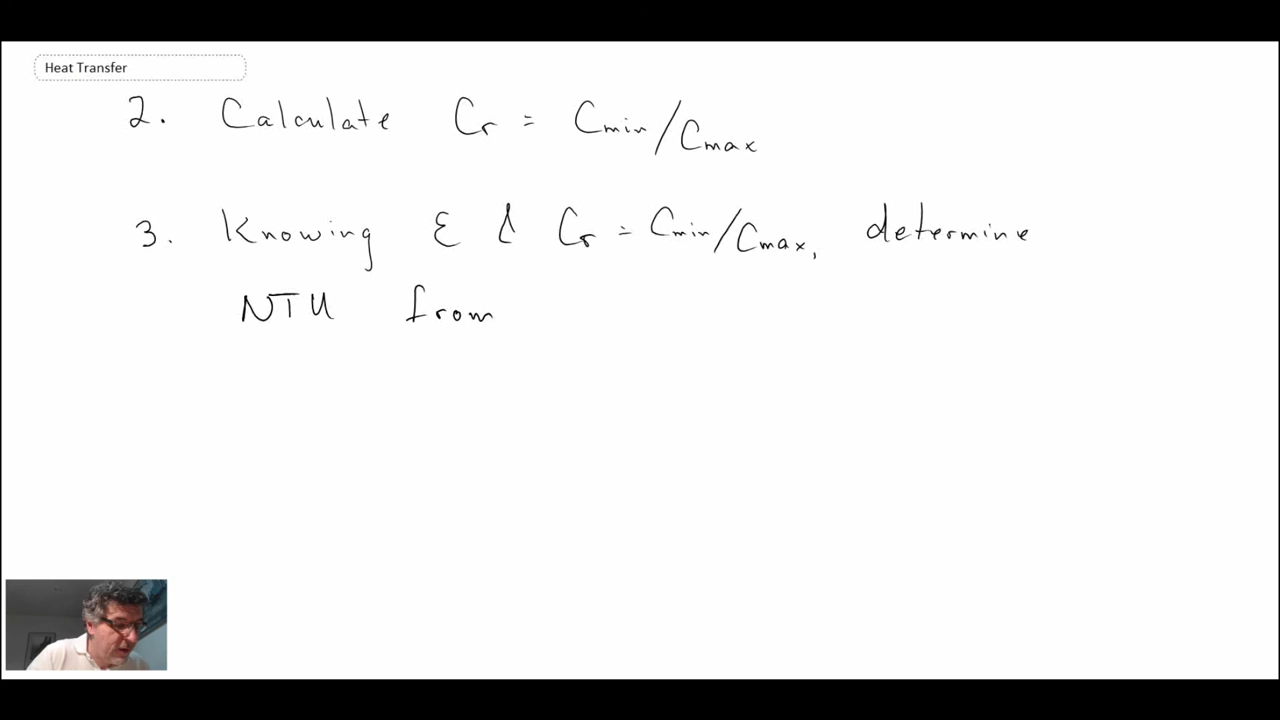 Heat Transfer
2. Calculate Cr = Cmin/Cmax
3. Knowing ε & Cr = Cmin/Cmax, determine
NTU from